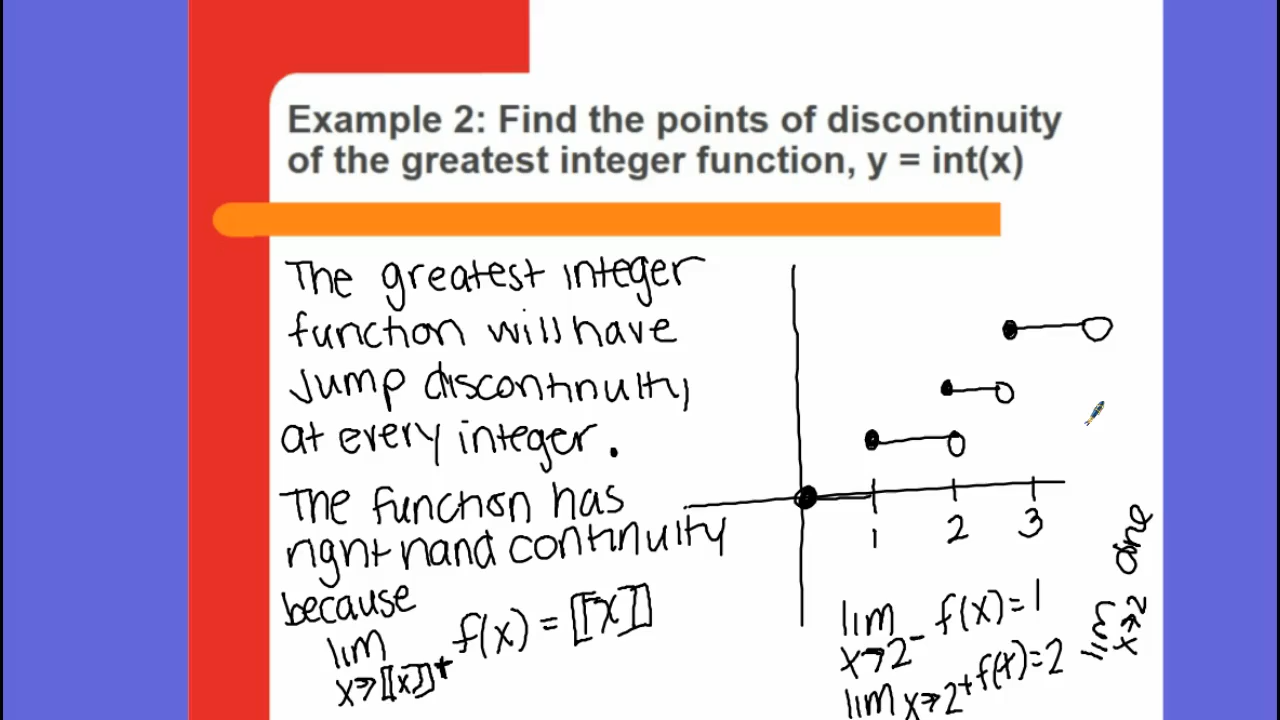 Example 2: Find the points of discontinuity
of the greatest integer function, y = int(x)
The greatest integer
function will have
Jump discontinuity
at every integer.
The function has
right hand continuity
because
lim f(x) = [[x]]
x→[[x]]⁺
1 2 3
lim f(x) = 1
x→2⁻
lim x→2⁺ f(x) = 2
lim dne
x→2